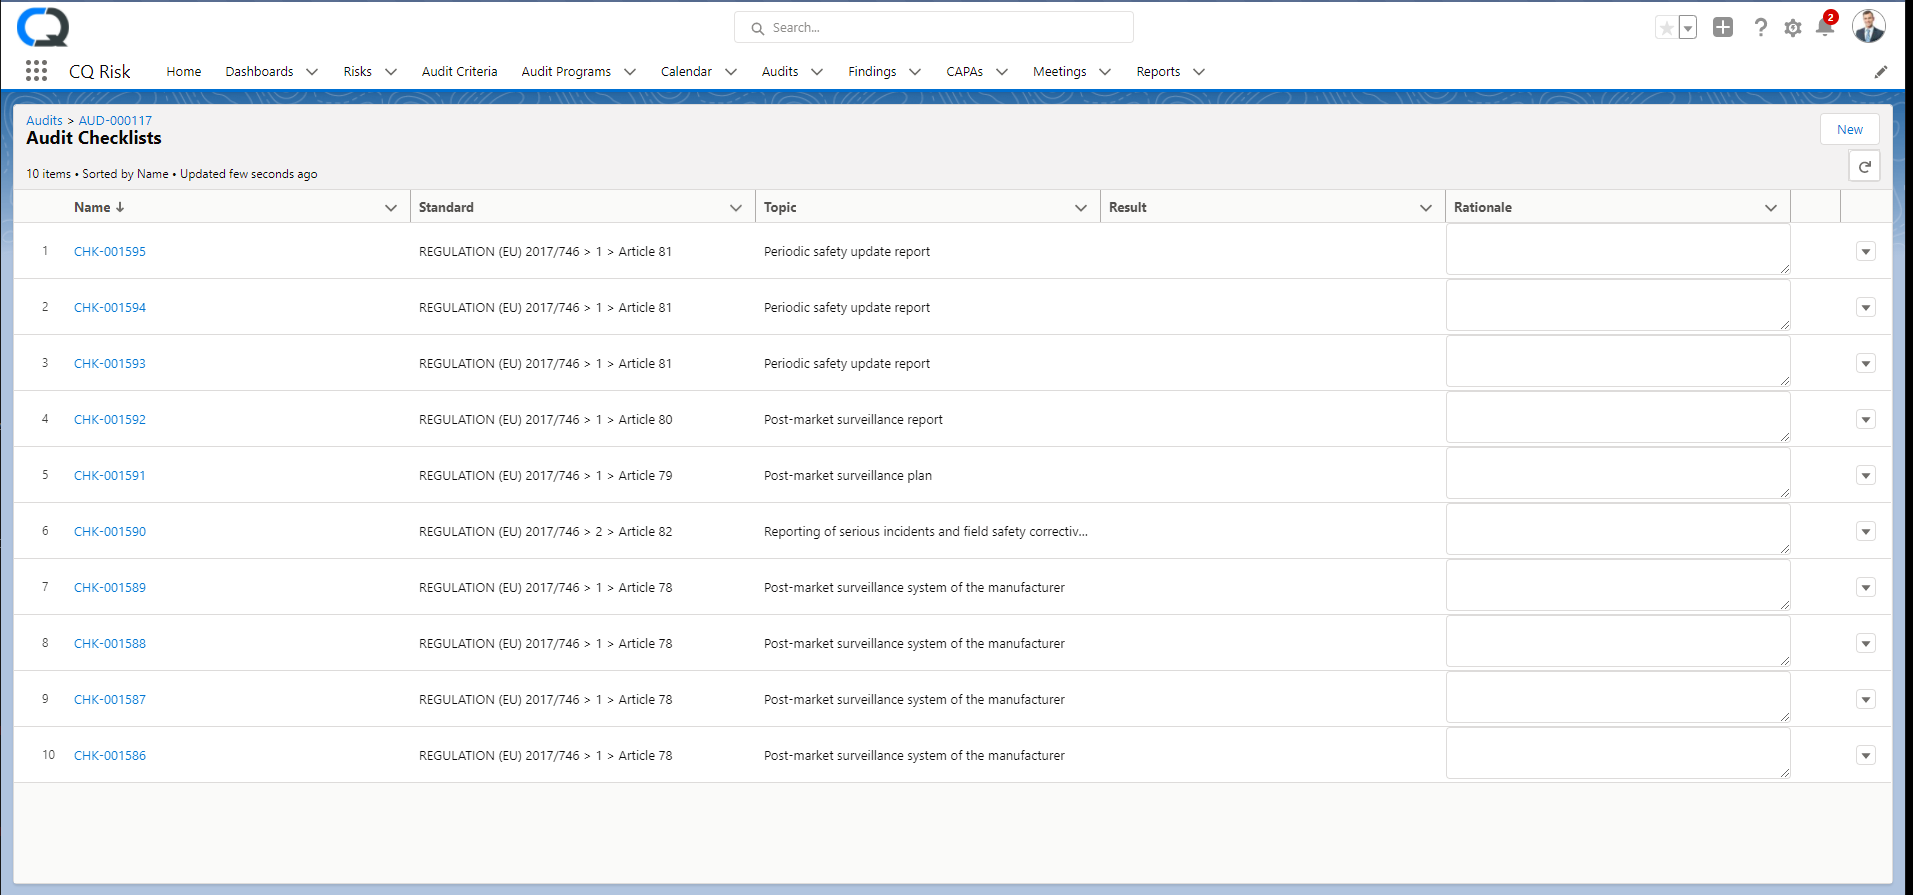 CQ
Search...
2
CQ Risk Home Dashboards Risks Audit Criteria Audit Programs Calendar Audits Findings CAPAs Meetings Reports
Audits > AUD-000117
Audit Checklists
New
10 items • Sorted by Name • Updated few seconds ago
Name ↓ Standard Topic Result Rationale
1 CHK-001595 REGULATION (EU) 2017/746 > 1 > Article 81 Periodic safety update report
2 CHK-001594 REGULATION (EU) 2017/746 > 1 > Article 81 Periodic safety update report
3 CHK-001593 REGULATION (EU) 2017/746 > 1 > Article 81 Periodic safety update report
4 CHK-001592 REGULATION (EU) 2017/746 > 1 > Article 80 Post-market surveillance report
5 CHK-001591 REGULATION (EU) 2017/746 > 1 > Article 79 Post-market surveillance plan
6 CHK-001590 REGULATION (EU) 2017/746 > 2 > Article 82 Reporting of serious incidents and field safety correctiv...
7 CHK-001589 REGULATION (EU) 2017/746 > 1 > Article 78 Post-market surveillance system of the manufacturer
8 CHK-001588 REGULATION (EU) 2017/746 > 1 > Article 78 Post-market surveillance system of the manufacturer
9 CHK-001587 REGULATION (EU) 2017/746 > 1 > Article 78 Post-market surveillance system of the manufacturer
10 CHK-001586 REGULATION (EU) 2017/746 > 1 > Article 78 Post-market surveillance system of the manufacturer